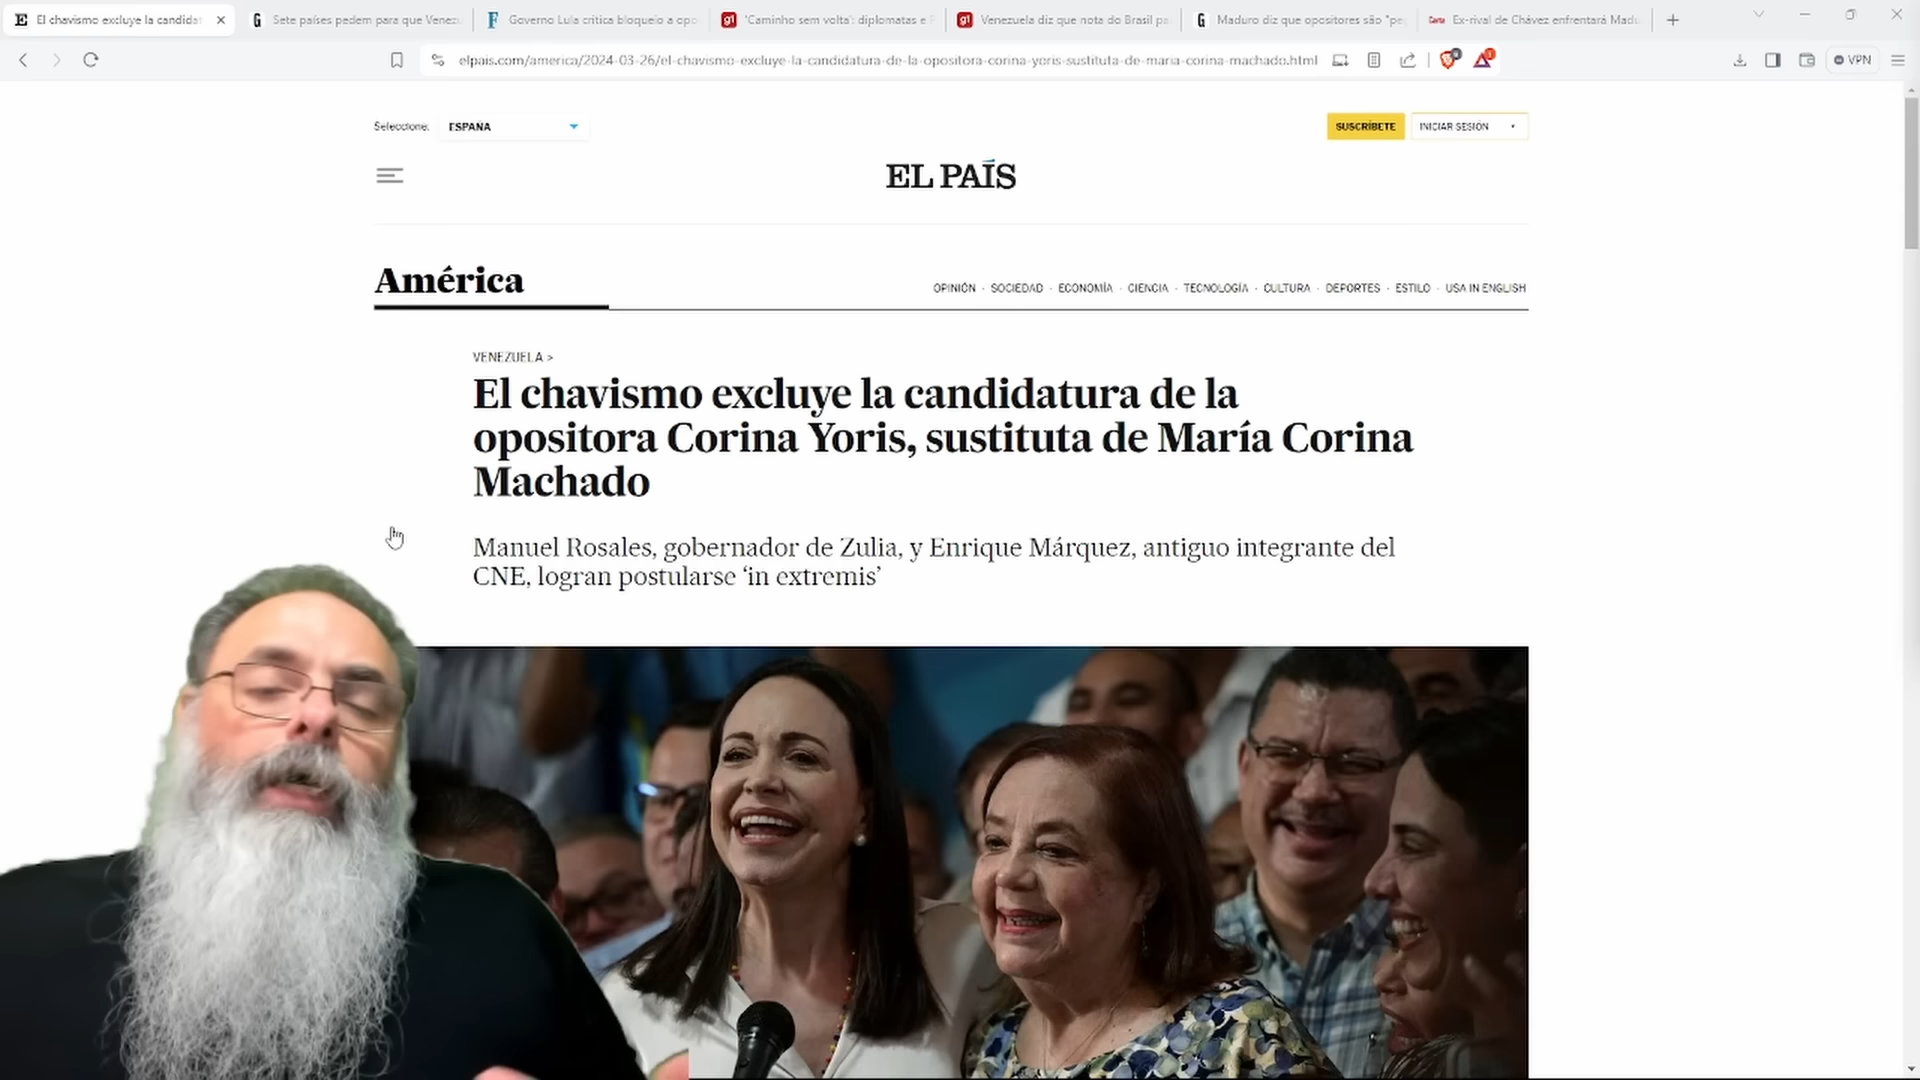 El chavismo excluye la candidat
Sete países pedem para que Venezu
Governo Lula critica bloqueio a opo
'Caminho sem volta': diplomatas e
Venezuela diz que nota do Brasil pa
Maduro diz que opositores são "pe
Ex-rival de Chávez enfrentará Madu
elpais.com/america/2024-03-26/el-chavismo-excluye-la-candidatura-de-la-opositora-corina-yoris-sustituta-de-maria-corina-machado.html
VPN
Seleccione:
ESPAÑA
SUSCRÍBETE
INICIAR SESIÓN
EL PAÍS
América
OPINIÓN · SOCIEDAD · ECONOMÍA · CIENCIA · TECNOLOGÍA · CULTURA · DEPORTES · ESTILO · USA IN ENGLISH
VENEZUELA >
El chavismo excluye la candidatura de la
opositora Corina Yoris, sustituta de María Corina
Machado
Manuel Rosales, gobernador de Zulia, y Enrique Márquez, antiguo integrante del
CNE, logran postularse ‘in extremis’